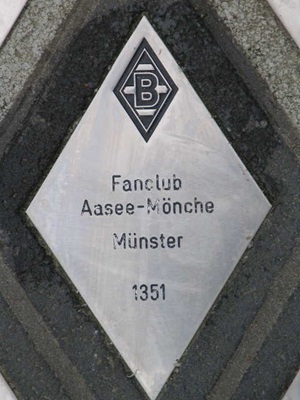 B
Fanclub
Aasee-Mönche
Münster
1351